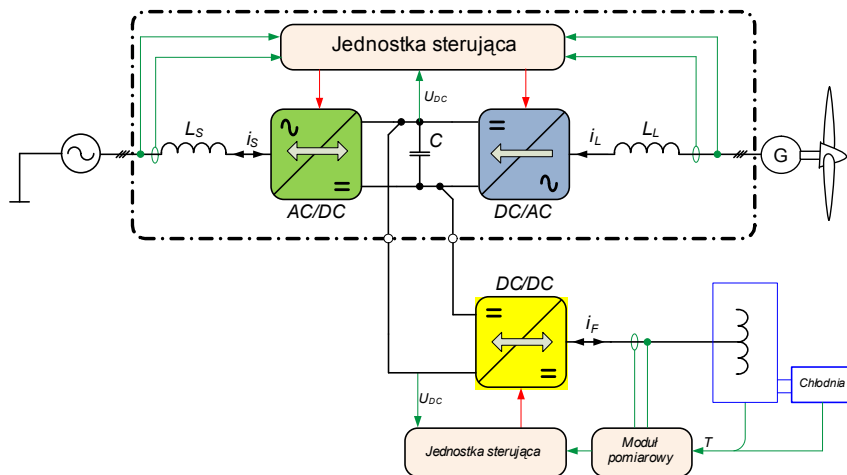 Jednostka sterująca
U_DC
L_S
i_S
C
i_L
L_L
G
AC/DC
DC/AC
DC/DC
i_F
U_DC
Chłodnia
Jednostka sterująca
Moduł
pomiarowy
T